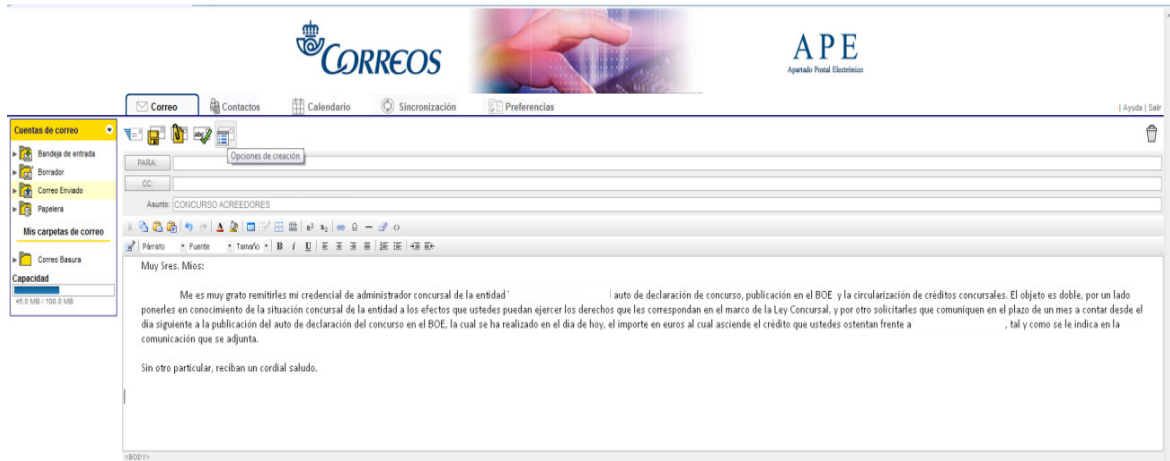 CORREOS
APE
Apartado Postal Electrónico
Correo
Contactos
Calendario
Sincronización
Preferencias
| Ayuda | Salir
Cuentas de correo
Bandeja de entrada
Borrador
Correo Enviado
Papelera
Mis carpetas de correo
Correo Basura
Capacidad
45.0 MB / 100.0 MB
Opciones de creación
PARA:
CC:
Asunto: CONCURSO ACREEDORES
Párrafo Fuente Tamaño B I U
Muy Sres. Mios:
Me es muy grato remitirles mi credencial de administrador concursal de la entidad auto de declaración de concurso, publicación en el BOE y la circularización de créditos concursales. El objeto es doble, por un lado
ponerles en conocimiento de la situación concursal de la entidad a los efectos que ustedes puedan ejercer los derechos que les correspondan en el marco de la Ley Concursal, y por otro solicitarles que comuniquen en el plazo de un mes a contar desde el
dia siguiente a la publicación del auto de declaración del concurso en el BOE, la cual se ha realizado en el día de hoy, el importe en euros al cual asciende el crédito que ustedes ostentan frente a , tal y como se le indica en la
comunicación que se adjunta.
Sin otro particular, reciban un cordial saludo.
<BODY>